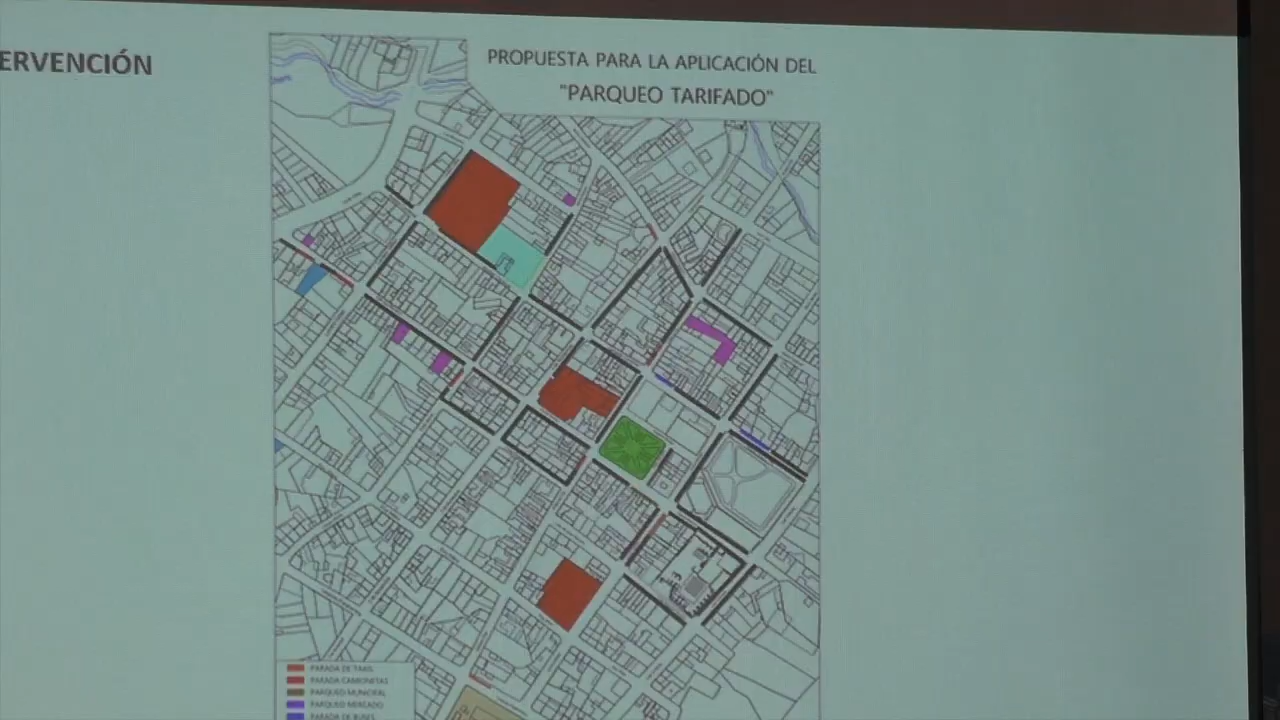 ERVENCIÓN
PROPUESTA PARA LA APLICACIÓN DEL
"PARQUEO TARIFADO"
PARADA DE TAXIS
PARADA CAMIONETAS
PARQUEO MUNICIPAL
PARQUEO MERCADO
PARADA DE BUSES